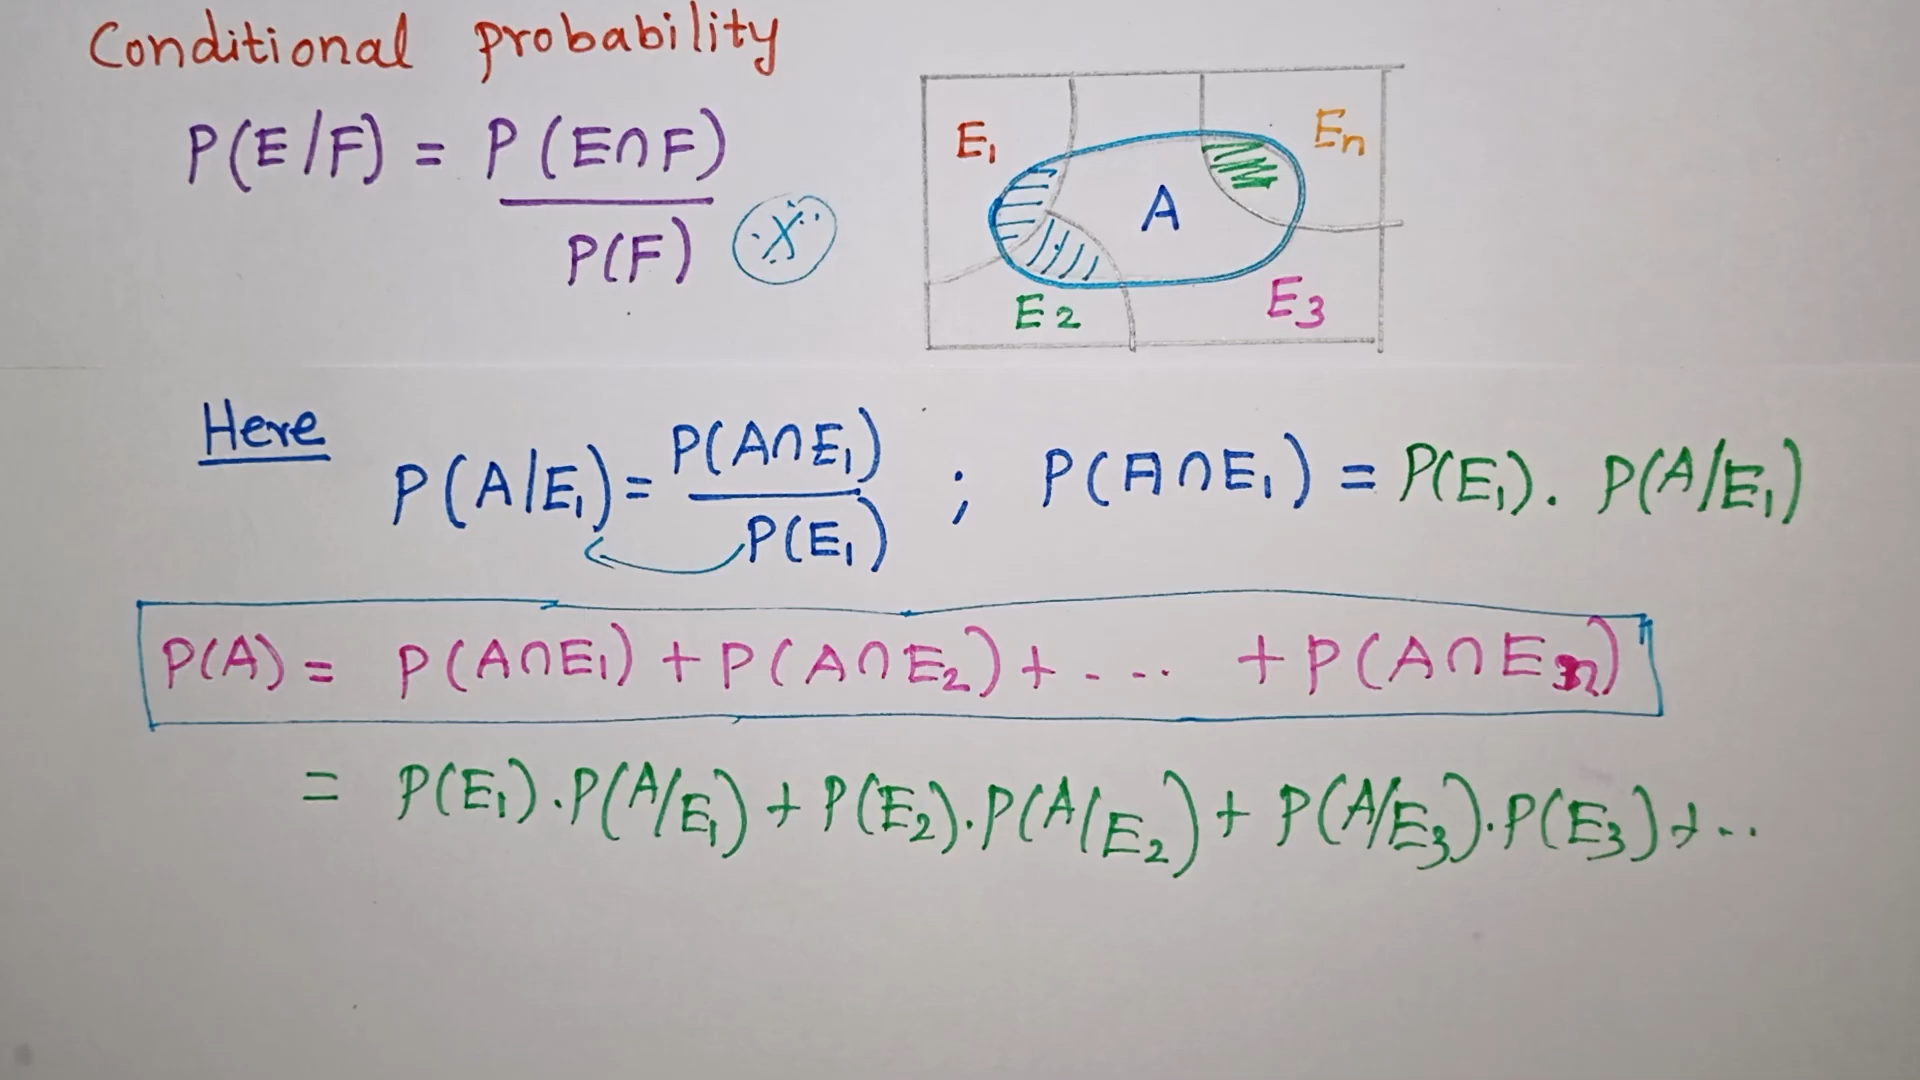 Conditional probability
P(E/F) = P(E∩F)
P(F)
X
E1
En
A
E2
E3
Here
P(A/E1) = P(A∩E1) ; P(A∩E1) = P(E1). P(A/E1)
P(E1)
P(A) = P(A∩E1) + P(A∩E2) + - . . . + P(A∩En)
= P(E1).P(A/E1) + P(E2).P(A/E2) + P(A/E3).P(E3) + ...